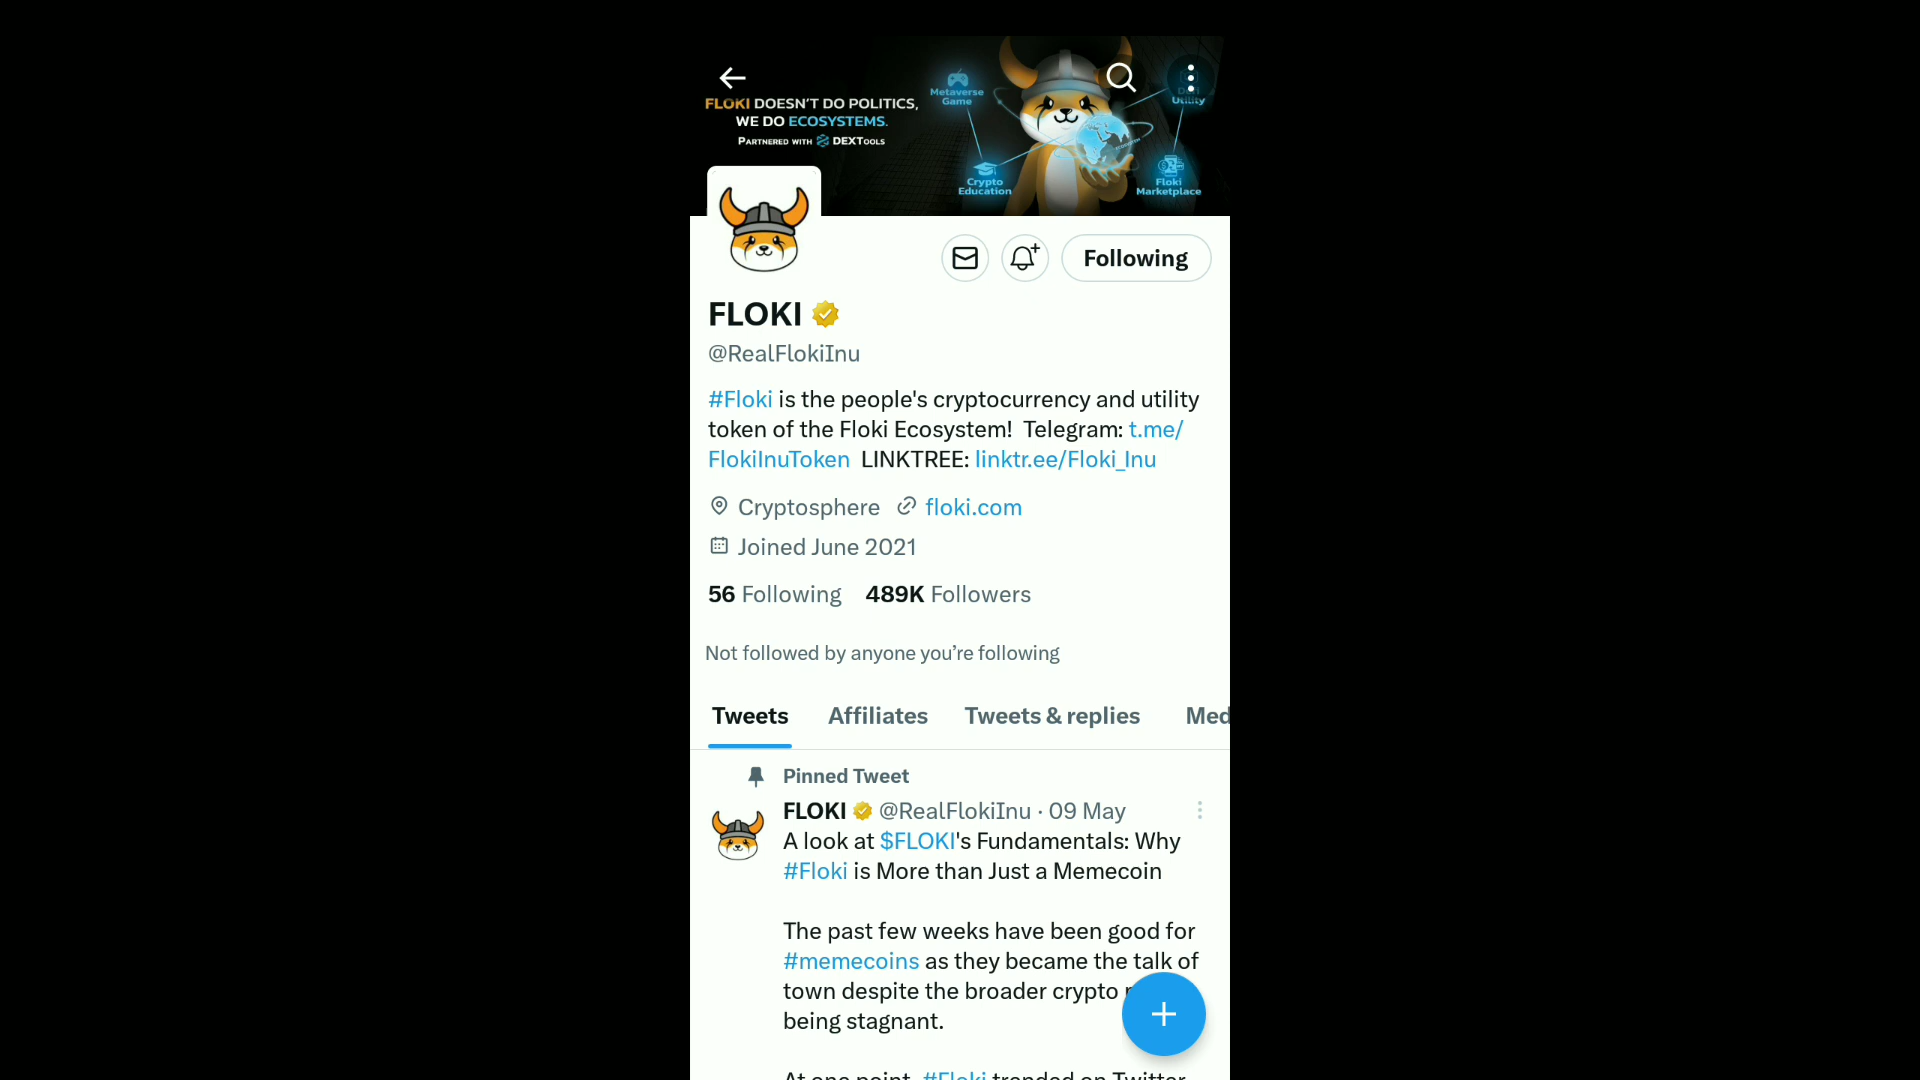 FLOKI DOESN'T DO POLITICS,
WE DO ECOSYSTEMS.
PARTNERED WITH DEXTOOLS
Metaverse
Game
Utility
Crypto
Education
Floki
Marketplace
Following
FLOKI
@RealFlokiInu
#Floki is the people's cryptocurrency and utility
token of the Floki Ecosystem! Telegram: t.me/
FlokiInuToken LINKTREE: linktr.ee/Floki_Inu
Cryptosphere floki.com
Joined June 2021
56 Following 489K Followers
Not followed by anyone you’re following
Tweets Affiliates Tweets & replies Med
Pinned Tweet
FLOKI @RealFlokiInu · 09 May
A look at $FLOKI's Fundamentals: Why
#Floki is More than Just a Memecoin
The past few weeks have been good for
#memecoins as they became the talk of
town despite the broader crypto
being stagnant.
At one point, #Floki trended on Twitter